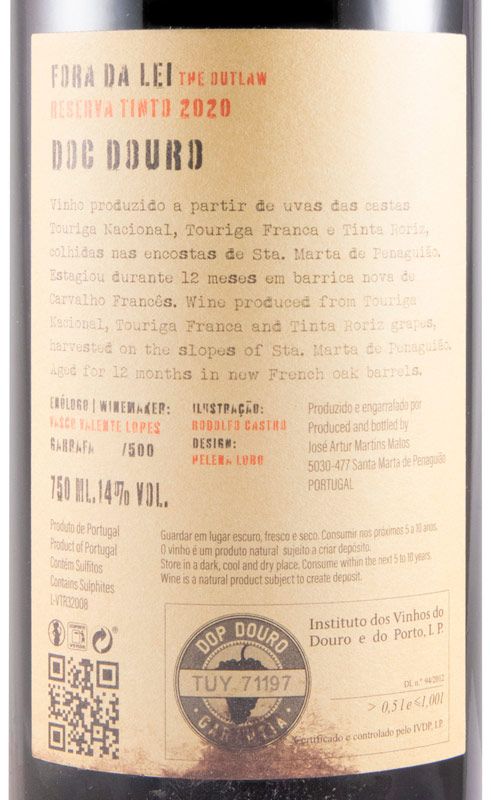 FORA DA LEI THE OUTLAW
RESERVA TINTO 2020
DOC DOURO
Vinho produzido a partir de uvas das castas
Touriga Nacional, Touriga Franca e Tinta Roriz,
colhidas nas encostas de Sta. Marta de Penaguião.
Estagiou durante 12 meses em barrica nova de
Carvalho Francês. Wine produced from Touriga
Nacional, Touriga Franca and Tinta Roriz grapes,
harvested on the slopes of Sta. Marta de Penaguião.
Aged for 12 months in new French oak barrels.
ENÓLOGO | WINEMAKER:
VASCO VALENTE LOPES
GARRAFA /500
750 ML. 14% VOL.
ILUSTRAÇÃO:
RODOLFO CASTRO
DESIGN:
HELENA LOBO
Produzido e engarrafado por
Produced and bottled by
José Artur Martins Matos
5030-477 Santa Marta de Penaguião
PORTUGAL
Produto de Portugal
Product of Portugal
Contém Sulfitos
Contains Sulphites
L-VTR32008
Guardar em lugar escuro, fresco e seco. Consumir nos próximos 5 a 10 anos.
O vinho é um produto natural sujeito a criar depósito.
Store in a dark, cool and dry place. Consume within the next 5 to 10 years.
Wine is a natural product subject to create deposit.
DOP DOURO
TUY 71197
GARANTIA
Instituto dos Vinhos do
Douro e do Porto, I. P.
DL n.º 94/2012
> 0,5 l e ≤ 1,00 l
Certificado e controlado pelo IVDP, I.P.